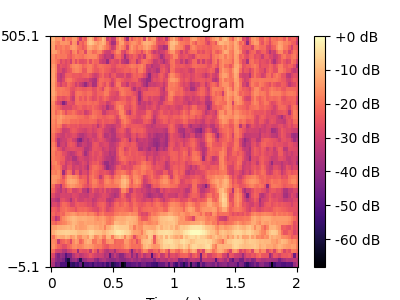 Mel Spectrogram
505.1
−5.1
0
0.5
1
1.5
2
+0 dB
-10 dB
-20 dB
-30 dB
-40 dB
-50 dB
-60 dB